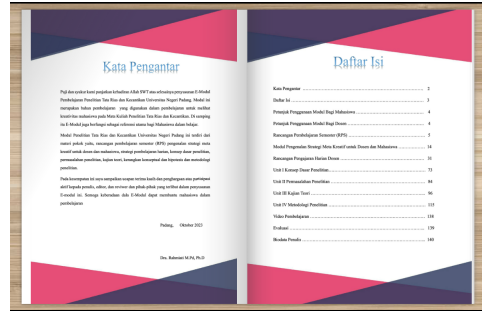 Kata Pengantar
Puji dan syukur kami panjatkan kehadirat Allah SWT atas selesainya penyusunan E-Modul
Pembelajaran Penelitian Tata Rias dan Kecantikan Universitas Negeri Padang. Modul ini
merupakan bahan pembelajaran yang digunakan dalam pembelajaran untuk melihat
kreativitas mahasiswa pada Mata Kuliah Penelitian Tata Rias dan Kecantikan. Di samping
itu E-Modul juga berfungsi sebagai referensi utama bagi Mahasiswa dalam belajar.
Modul Penelitian Tata Rias dan Kecantikan Universitas Negeri Padang ini terdiri dari
materi pokok yaitu, rancangan pembelajaran semester (RPS) pengenalan strategi meta
kreatif untuk dosen dan mahasiswa, strategi pembelajaran harian, konsep dasar penelitian,
permasalahan penelitian, kajian teori, kerangkan konseptual dan hipotesis dan metodologi
penelitian.
Pada kesempatan ini saya sampaikan ucapan terima kasih dan penghargaan atas partisipasi
aktif kepada penulis, editor, dan reviewer dan pihak-pihak yang terlibat dalam penyusunan
E-modul ini. Semoga keberadaan dalu E-Modul dapat membantu mahasiswa dalam
pembelajaran
Padang, Oktober 2021
Dra. Rahmiati M.Pd, Ph.D
Daftar Isi
Kata Pengantar 2
Daftar Isi 3
Petunjuk Penggunaan Modul Bagi Mahasiswa 4
Petunjuk Penggunaan Modul Bagi Dosen 4
Rancangan Pembelajaran Semester (RPS) 5
Modul Pengenalan Strategi Meta Kreatif untuk Dosen dan Mahasiswa 14
Rancangan Pengajaran Harian Dosen 31
Unit I Konsep Dasar Penelitian 73
Unit II Permasalahan Penelitian 84
Unit III Kajian Teori 96
Unit IV Metodologi Penelitian 115
Video Pembelajaran 138
Evaluasi 139
Biodata Penulis 140